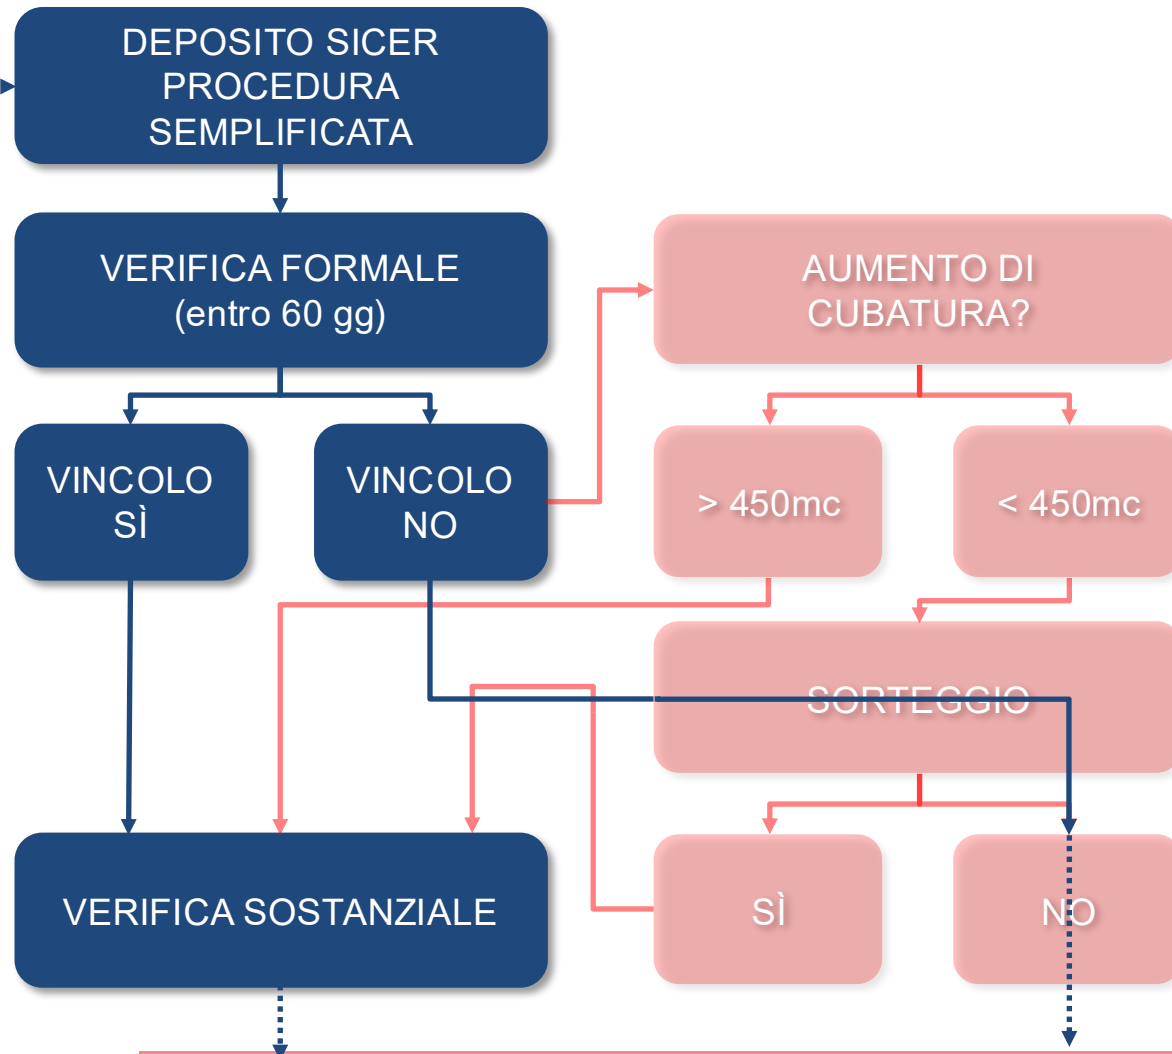 DEPOSITO SICER
PROCEDURA
SEMPLIFICATA
VERIFICA FORMALE
(entro 60 gg)
AUMENTO DI
CUBATURA?
VINCOLO
SÌ
VINCOLO
NO
> 450mc
< 450mc
SORTEGGIO
VERIFICA SOSTANZIALE
SÌ
NO